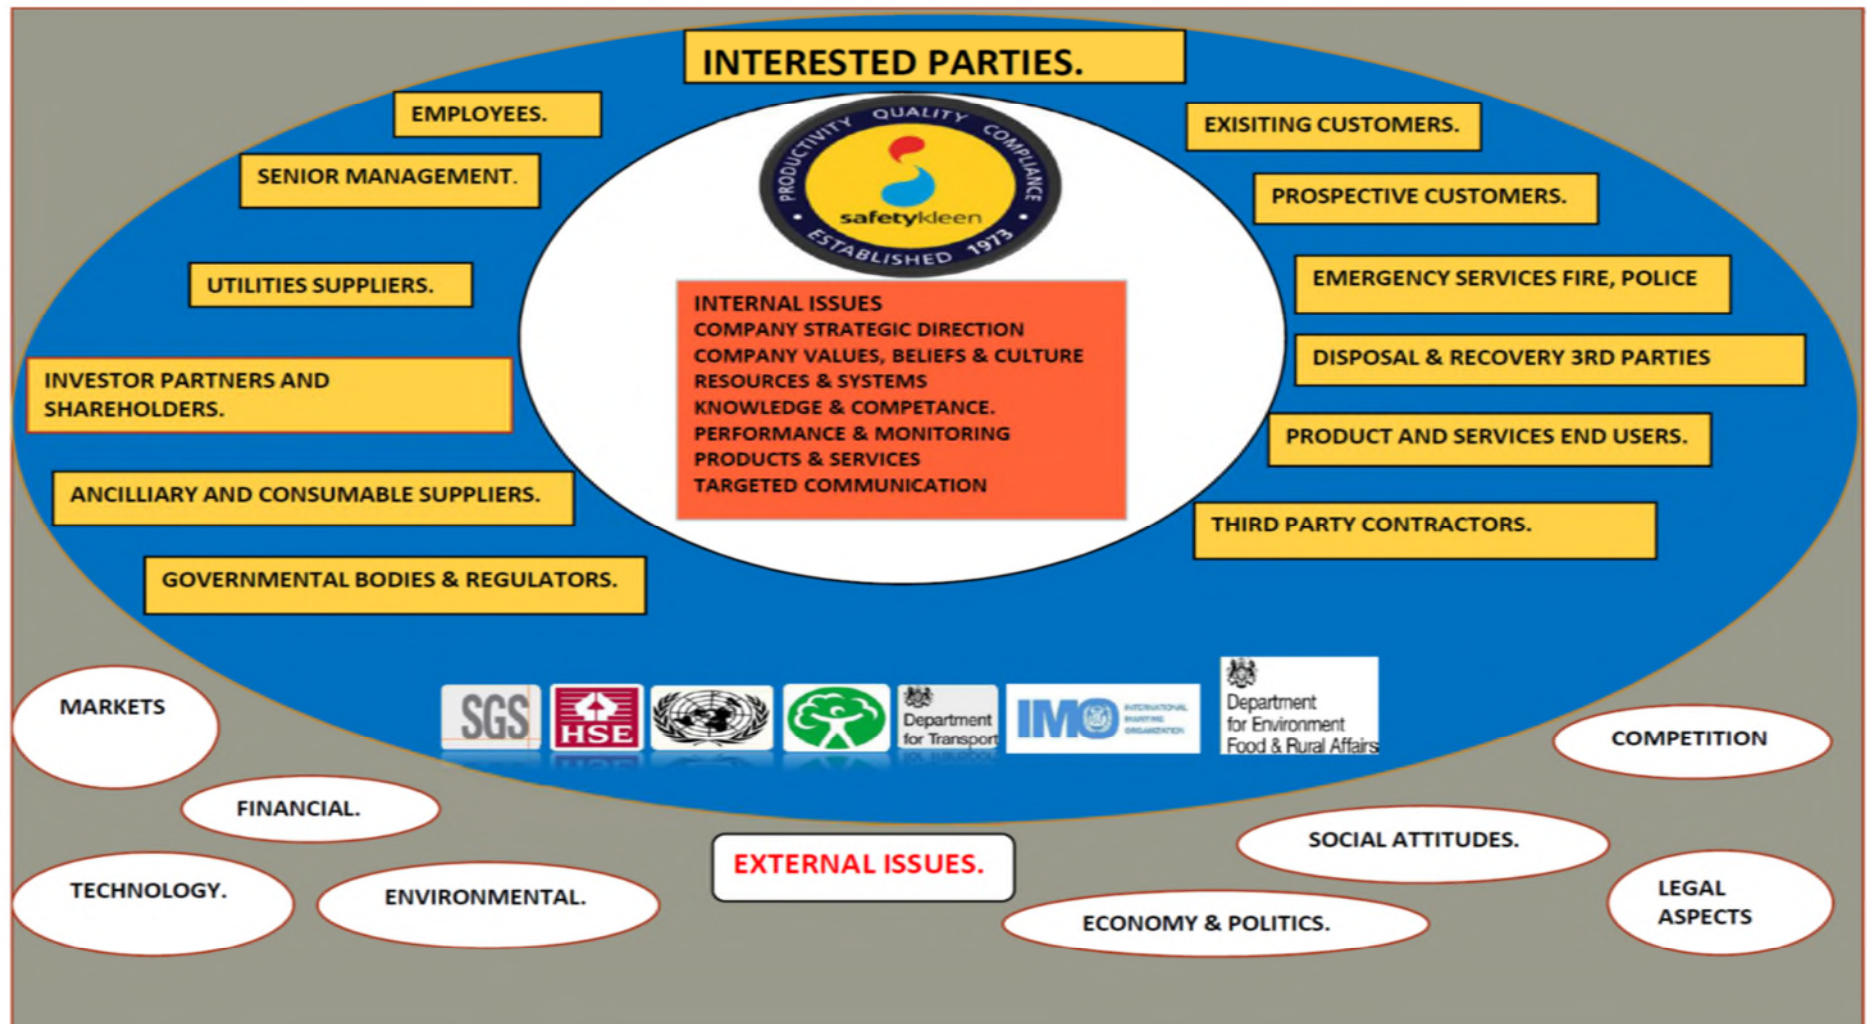 INTERESTED PARTIES.
EMPLOYEES.
SENIOR MANAGEMENT.
UTILITIES SUPPLIERS.
INVESTOR PARTNERS AND
SHAREHOLDERS.
ANCILLIARY AND CONSUMABLE SUPPLIERS.
GOVERNMENTAL BODIES & REGULATORS.
PRODUCTIVITY QUALITY COMPLIANCE
safetykleen
• ESTABLISHED 1973 •
INTERNAL ISSUES
COMPANY STRATEGIC DIRECTION
COMPANY VALUES, BELIEFS & CULTURE
RESOURCES & SYSTEMS
KNOWLEDGE & COMPETANCE.
PERFORMANCE & MONITORING
PRODUCTS & SERVICES
TARGETED COMMUNICATION
EXISITING CUSTOMERS.
PROSPECTIVE CUSTOMERS.
EMERGENCY SERVICES FIRE, POLICE
DISPOSAL & RECOVERY 3RD PARTIES
PRODUCT AND SERVICES END USERS.
THIRD PARTY CONTRACTORS.
SGS
HSE
Department
for Transport
IMO
INTERNATIONAL
MARITIME
ORGANIZATION
Department
for Environment
Food & Rural Affairs
MARKETS
FINANCIAL.
TECHNOLOGY.
ENVIRONMENTAL.
EXTERNAL ISSUES.
ECONOMY & POLITICS.
SOCIAL ATTITUDES.
COMPETITION
LEGAL
ASPECTS